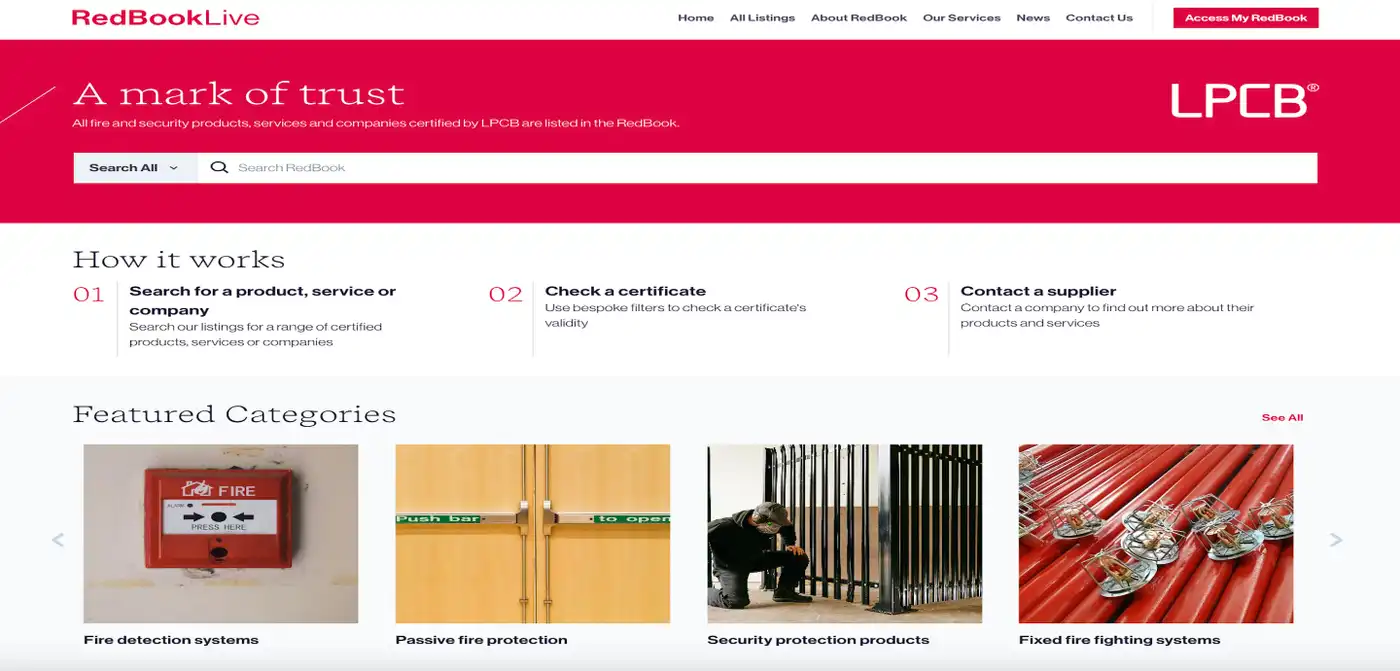 RedBookLive
Home All Listings About RedBook Our Services News Contact Us Access My RedBook
A mark of trust
LPCB®
All fire and security products, services and companies certified by LPCB are listed in the RedBook.
Search All Search RedBook
How it works
01
Search for a product, service or
company
Search our listings for a range of certified
products, services or companies
02
Check a certificate
Use bespoke filters to check a certificate's
validity
03
Contact a supplier
Contact a company to find out more about their
products and services
Featured Categories
See All
FIRE
ALARM
PRESS HERE
Push bar to open
Fire detection systems
Passive fire protection
Security protection products
Fixed fire fighting systems